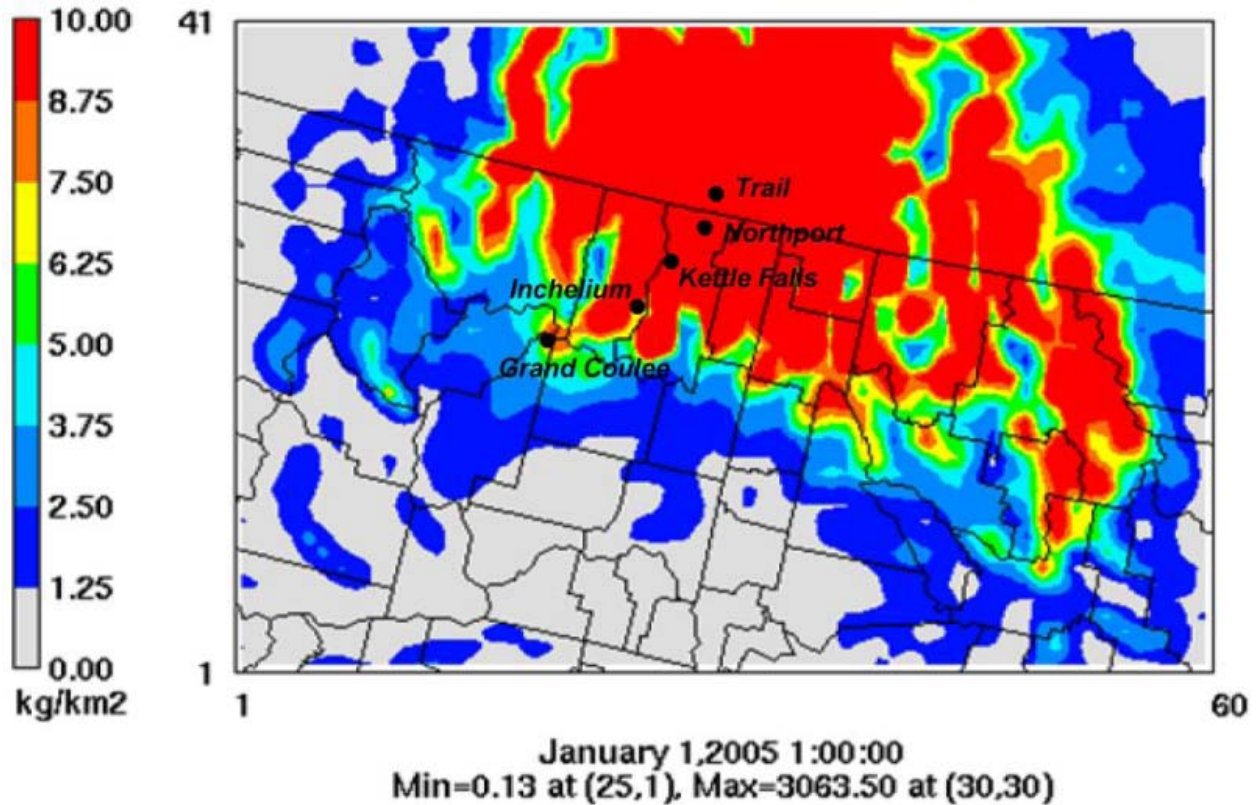 10.00
8.75
7.50
6.25
5.00
3.75
2.50
1.25
0.00
kg/km2
41
1
1
60
Trail
Northport
Kettle Falls
Inchelium
Grand Coulee
January 1,2005 1:00:00
Min=0.13 at (25,1), Max=3063.50 at (30,30)